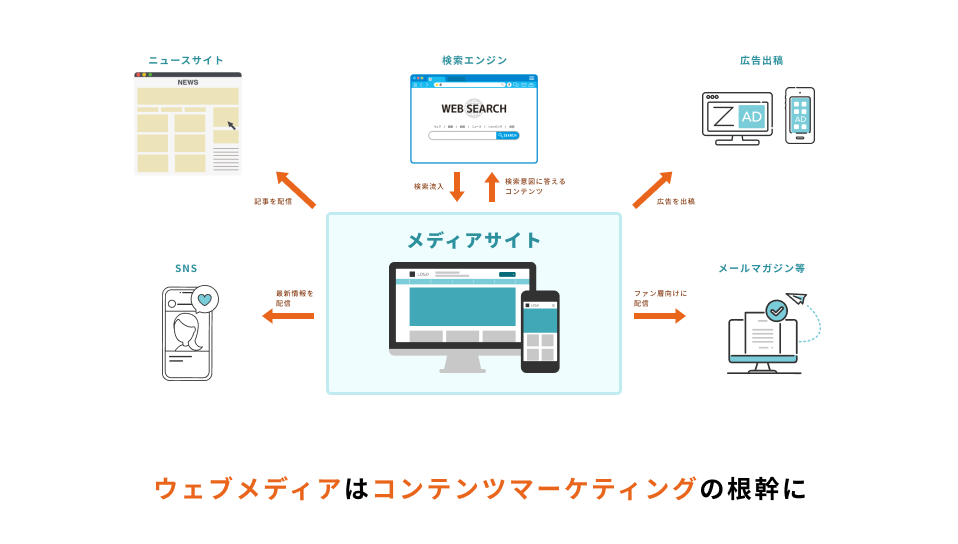 ニュースサイト
検索エンジン
広告出稿
NEWS
WEB SEARCH
SEARCH
AD
AD
検索流入
検索意図に答える
コンテンツ
記事を配信
広告を出稿
メディアサイト
SNS
メールマガジン等
LOGO
最新情報を
配信
ファン層向けに
配信
ウェブメディアはコンテンツマーケティングの根幹に